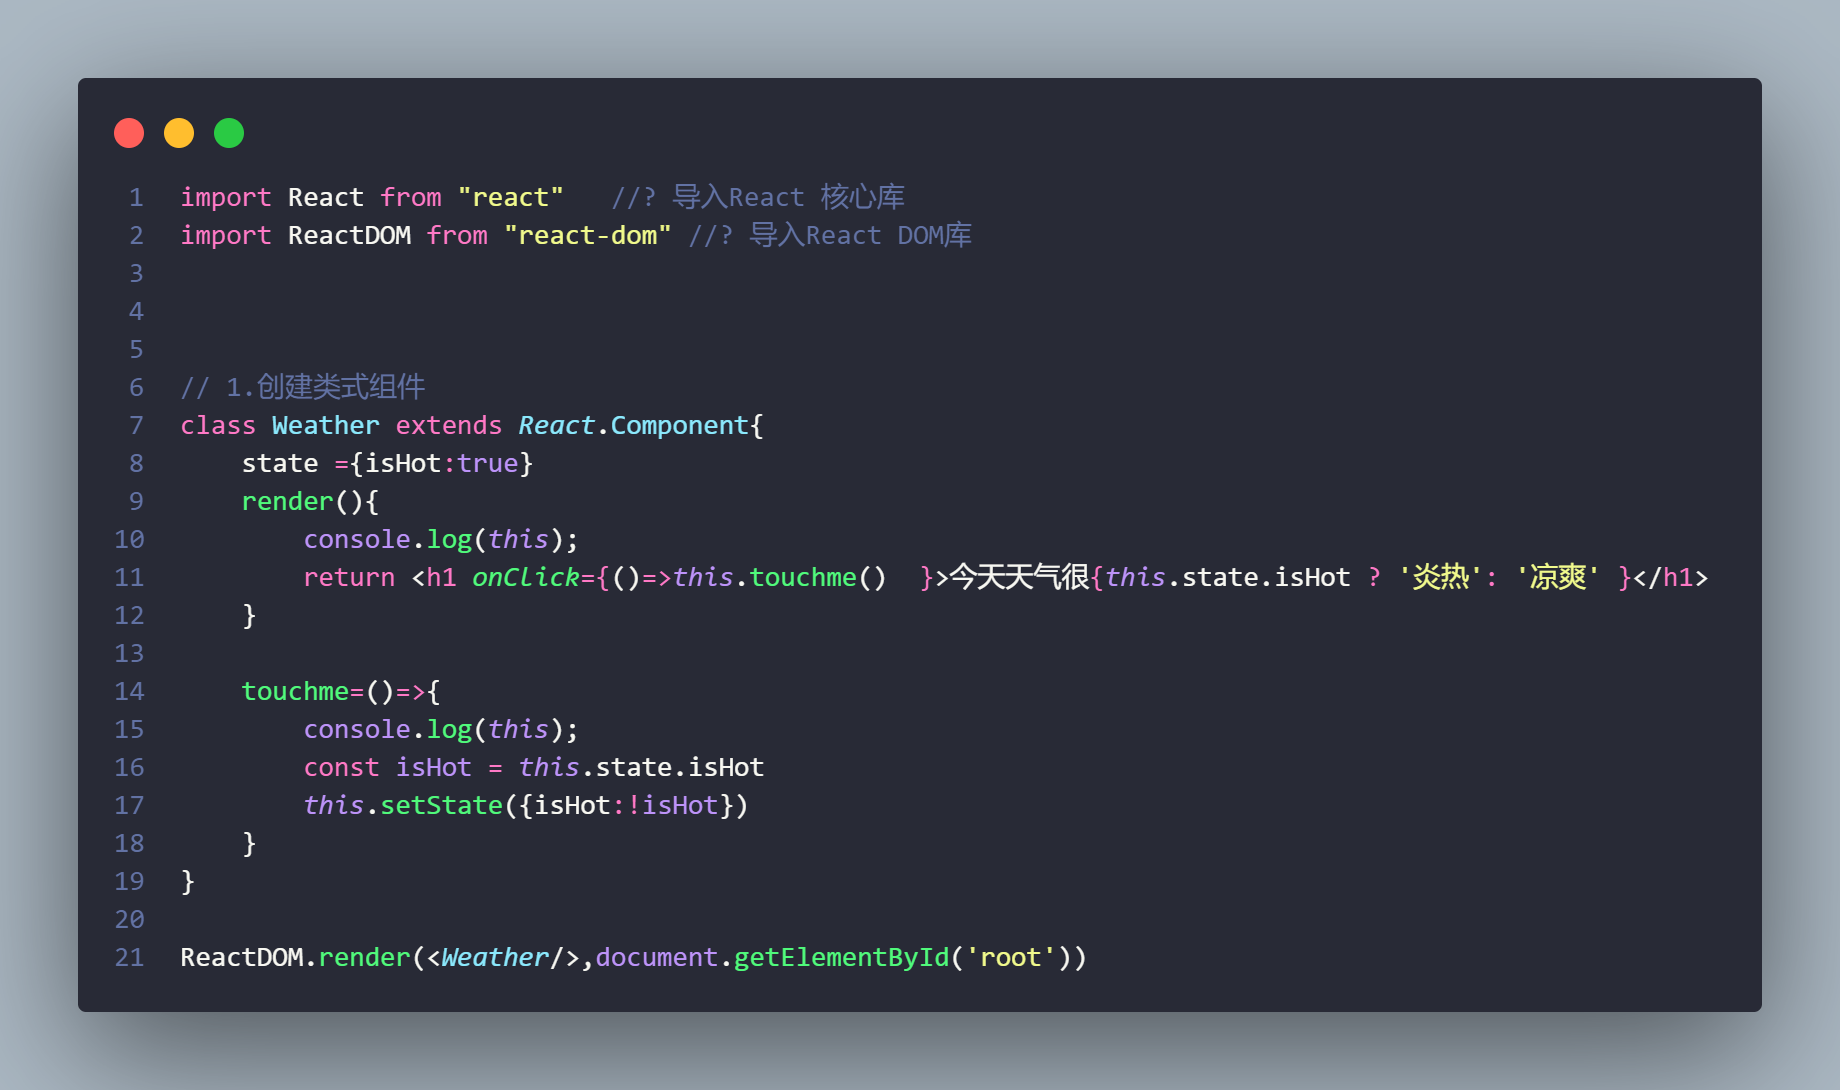 1 import React from "react"   //? 导入React 核心库
2 import ReactDOM from "react-dom" //? 导入React DOM库
3
4
5
6 // 1.创建类式组件
7 class Weather extends React.Component{
8     state ={isHot:true}
9     render(){
10         console.log(this);
11         return <h1 onClick={()=>this.touchme()  }>今天天气很{this.state.isHot ? '炎热': '凉爽' }</h1>
12     }
13
14     touchme=()=>{
15         console.log(this);
16         const isHot = this.state.isHot
17         this.setState({isHot:!isHot})
18     }
19 }
20
21 ReactDOM.render(<Weather/>,document.getElementById('root'))